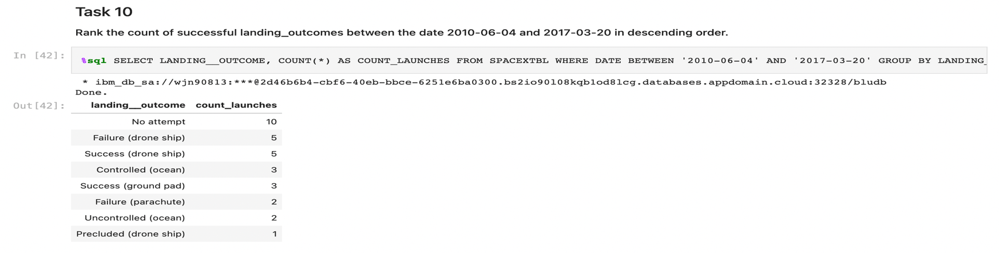 Task 10
Rank the count of successful landing_outcomes between the date 2010-06-04 and 2017-03-20 in descending order.
In [42]: %sql SELECT LANDING__OUTCOME, COUNT(*) AS COUNT_LAUNCHES FROM SPACEXTBL WHERE DATE BETWEEN '2010-06-04' AND '2017-03-20' GROUP BY LANDING_
* ibm_db_sa://wjn90813:***@2d46b6b4-cbf6-40eb-bbce-6251e6ba0300.bs2io90l08kqb1od8lcg.databases.appdomain.cloud:32328/bludb
Done.
Out[42]: landing__outcome count_launches
No attempt 10
Failure (drone ship) 5
Success (drone ship) 5
Controlled (ocean) 3
Success (ground pad) 3
Failure (parachute) 2
Uncontrolled (ocean) 2
Precluded (drone ship) 1